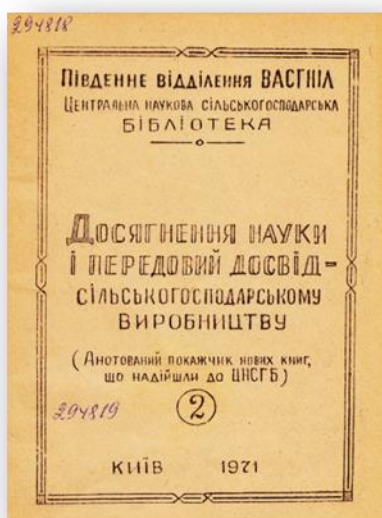 294818
ПІВДЕННЕ ВІДДІЛЕННЯ ВАСГНІЛ
ЦЕНТРАЛЬНА НАУКОВА СІЛЬСЬКОГОСПОДАРСЬКА
БІБЛІОТЕКА
ДОСЯГНЕННЯ НАУКИ
І ПЕРЕДОВИЙ ДОСВІД –
СІЛЬСЬКОГОСПОДАРСЬКОМУ
ВИРОБНИЦТВУ
(АНОТОВАНИЙ ПОКАЖЧИК НОВИХ КНИГ,
ЩО НАДІЙШЛИ ДО ЦНСГБ)
2
294819
КИЇВ 1971